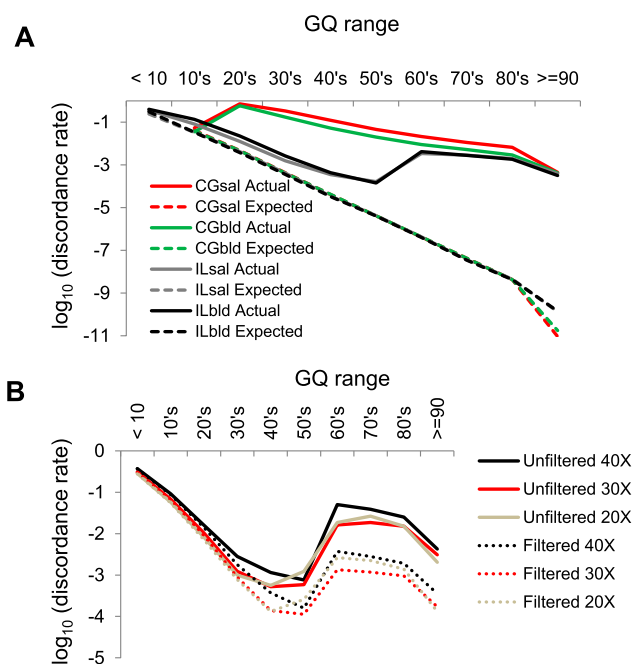 A
GQ range
< 10 10's 20's 30's 40's 50's 60's 70's 80's >=90
log10 (discordance rate)
-1
-3
-5
-7
-9
-11
CGsal Actual
CGsal Expected
CGbld Actual
CGbld Expected
ILsal Actual
ILsal Expected
ILbld Actual
ILbld Expected
B
GQ range
< 10 10's 20's 30's 40's 50's 60's 70's 80's >=90
log10 (discordance rate)
0
-1
-2
-3
-4
-5
Unfiltered 40X
Unfiltered 30X
Unfiltered 20X
Filtered 40X
Filtered 30X
Filtered 20X